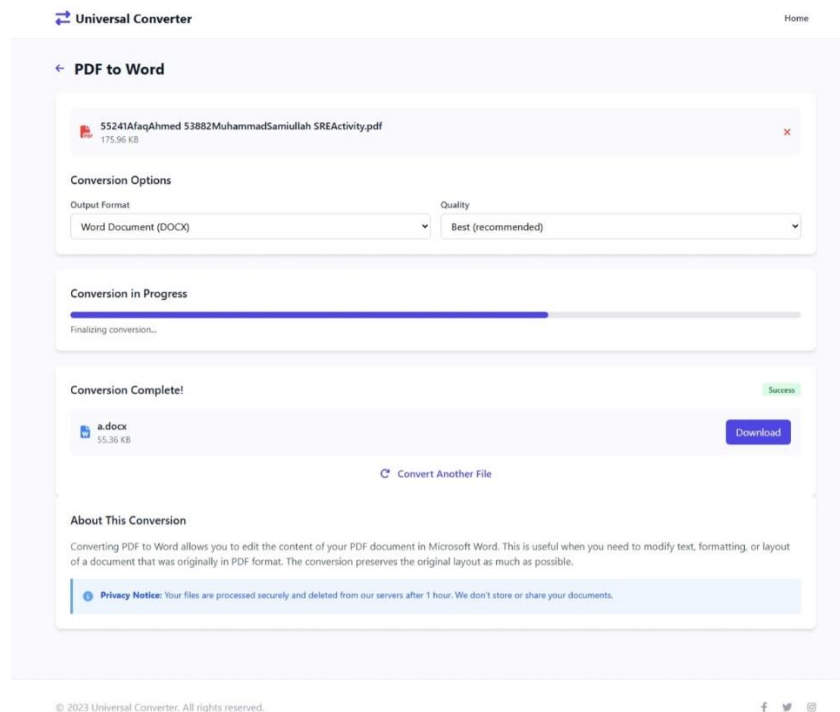 Universal Converter
Home
PDF to Word
55241AfaqAhmed 53882MuhammadSamiullah SREActivity.pdf
175.96 KB
Conversion Options
Output Format
Quality
Word Document (DOCX)
Best (recommended)
Conversion in Progress
Finalizing conversion...
Conversion Complete!
Success
a.docx
55.36 KB
Download
Convert Another File
About This Conversion
Converting PDF to Word allows you to edit the content of your PDF document in Microsoft Word. This is useful when you need to modify text, formatting, or layout
of a document that was originally in PDF format. The conversion preserves the original layout as much as possible.
Privacy Notice: Your files are processed securely and deleted from our servers after 1 hour. We don't store or share your documents.
© 2023 Universal Converter. All rights reserved.